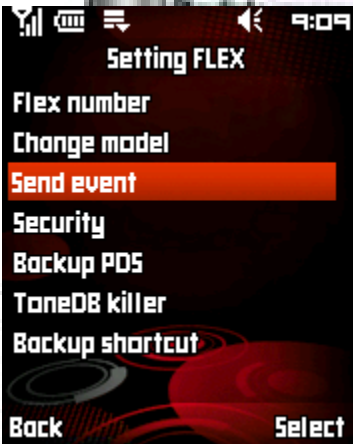 9:09
Setting FLEX
Flex number
Change model
Send event
Security
Backup PDS
ToneDB killer
Backup shortcut
Back Select